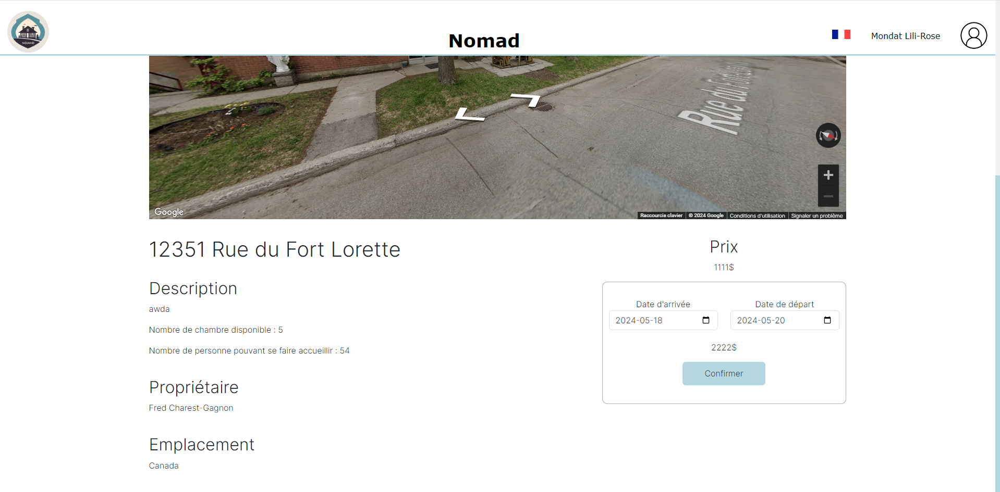 NOMAD
Nomad
Mondat Lili-Rose
Rue du Fort
Google
Raccourcis clavier © 2024 Google Conditions d'utilisation Signaler un problème
12351 Rue du Fort Lorette
Prix
1111$
Description
awda
Date d'arrivée Date de départ
2024-05-18 2024-05-20
Nombre de chambre disponible : 5
Nombre de personne pouvant se faire accueillir : 54
2222$
Confirmer
Propriétaire
Fred Charest-Gagnon
Emplacement
Canada